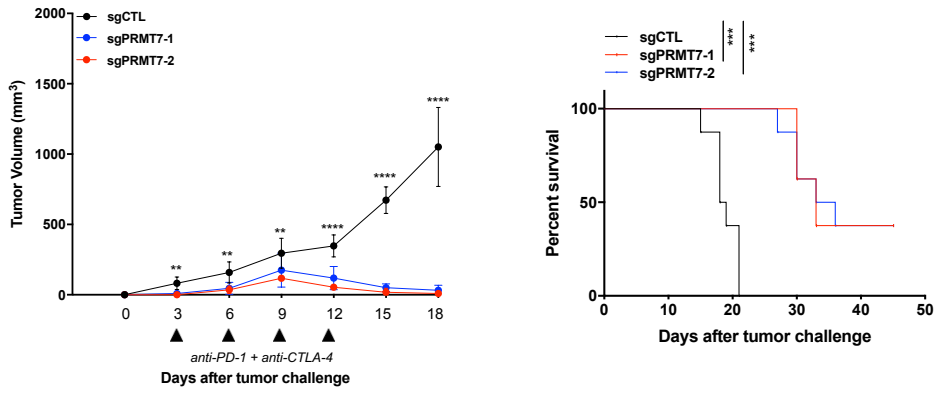 2000
1500
1000
500
0
Tumor Volume (mm³)
sgCTL
sgPRMT7-1
sgPRMT7-2
**
**
**
****
****
****
0 3 6 9 12 15 18
anti-PD-1 + anti-CTLA-4
Days after tumor challenge
sgCTL
sgPRMT7-1
sgPRMT7-2
***
***
100
50
0
Percent survival
0 10 20 30 40 50
Days after tumor challenge